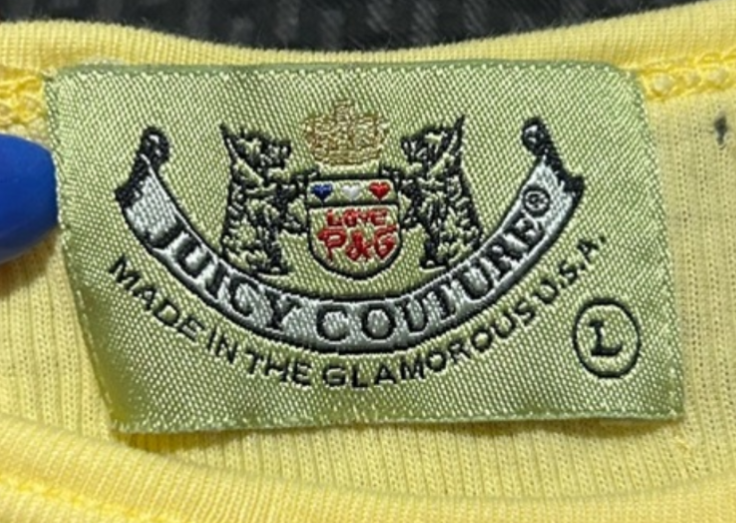 LOVE
P&G
JUICY COUTURE®
MADE IN THE GLAMOROUS U.S.A.
L